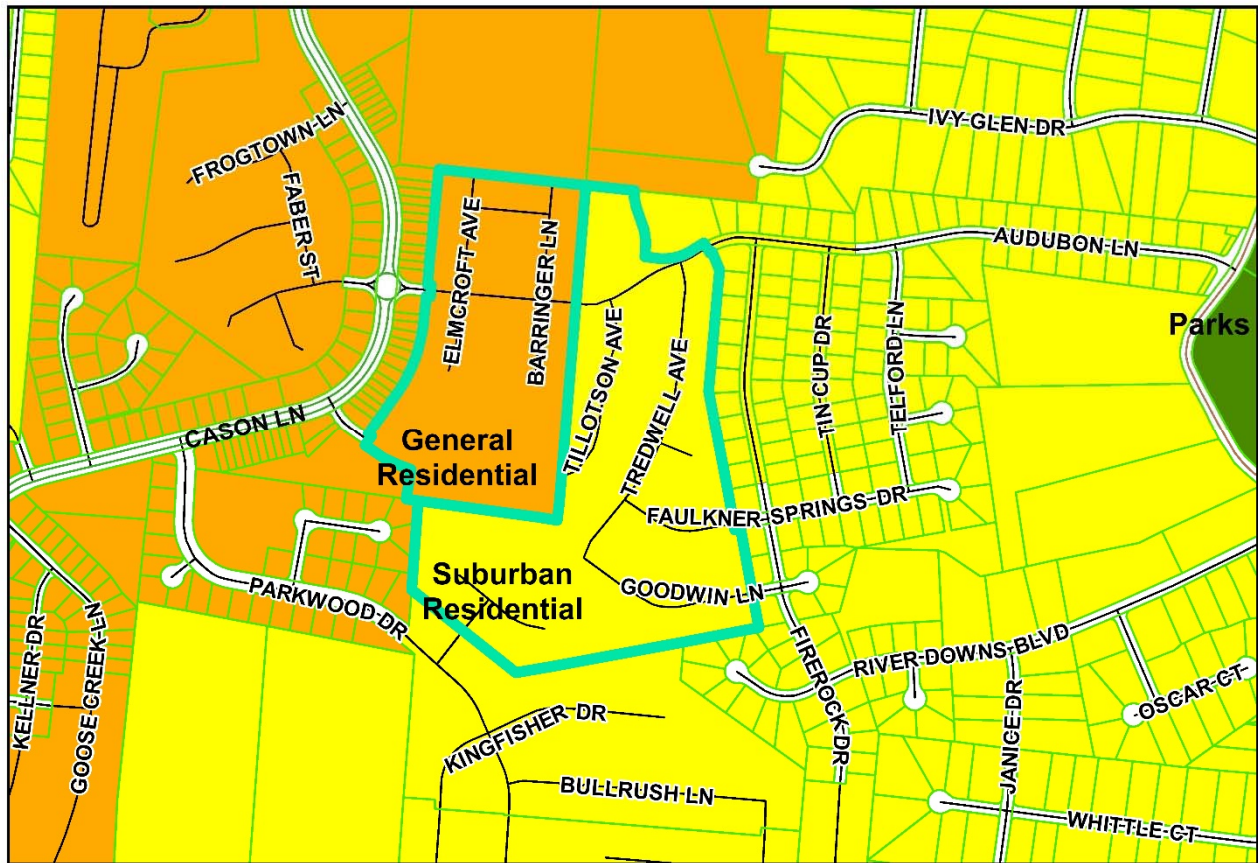 IVY GLEN DR
FROGTOWN LN
FABER ST
ELMCROFT AVE
BARRINGER LN
AUDUBON LN
Parks
TILLOTSON AVE
TREDWELL AVE
TIN CUP DR
TELFORD LN
CASON LN
General
Residential
FAULKNER SPRINGS DR
Suburban
Residential
GOODWIN LN
PARKWOOD DR
KELLNER DR
GOOSE CREEK LN
FIREROCK DR
RIVER DOWNS BLVD
JANICE DR
OSCAR CT
KINGFISHER DR
BULLRUSH LN
WHITTLE CT